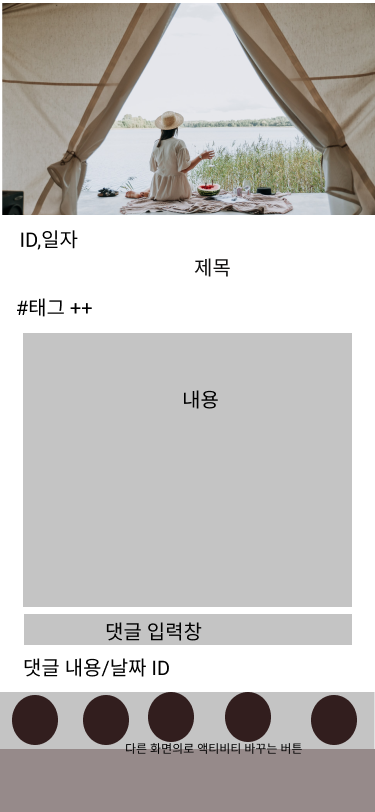 ID,일자
제목
#태그 ++
내용
댓글 입력창
댓글 내용/날짜 ID
다른 화면의로 액티비티 바꾸는 버튼